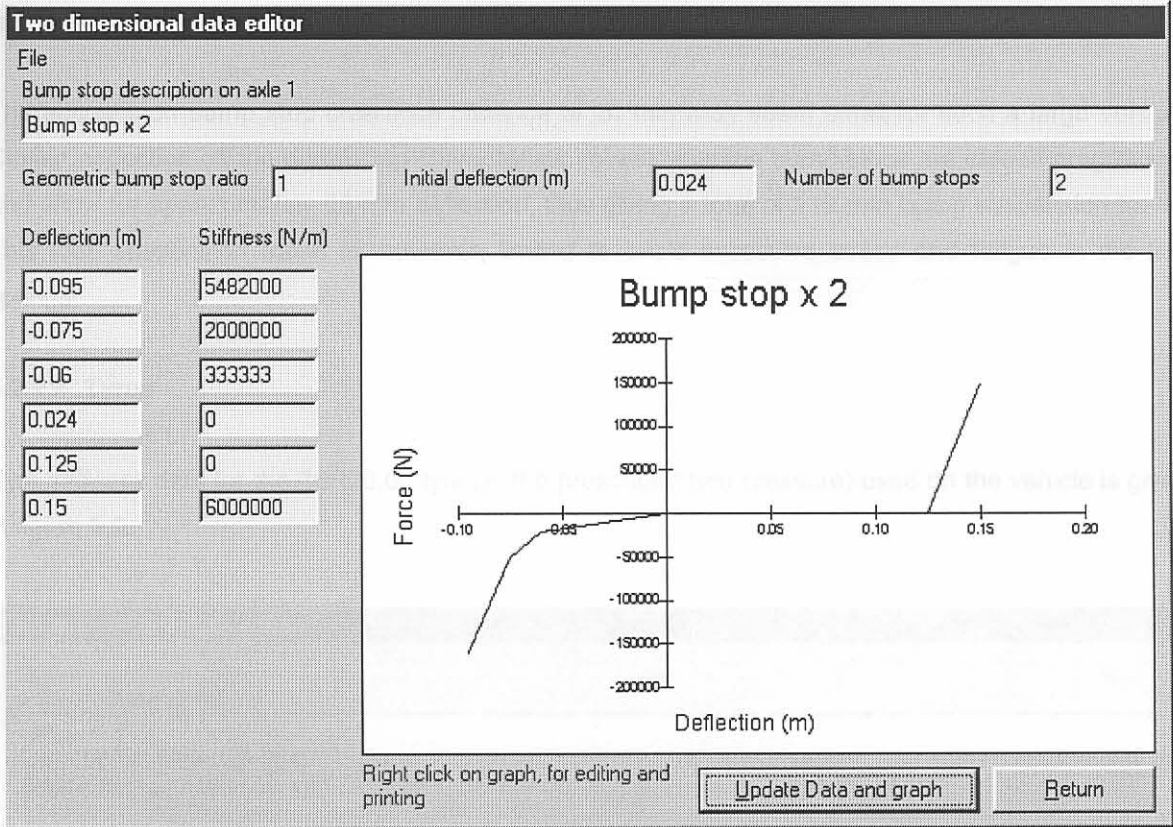 Two dimensional data editor
File
Bump stop description on axle 1
Bump stop x 2
Geometric bump stop ratio 1 Initial deflection (m) 0.024 Number of bump stops 2
Deflection (m) Stiffness (N/m)
-0.095 5482000
-0.075 2000000
-0.06 333333
0.024 0
0.125 0
0.15 6000000
Bump stop x 2
200000
150000
100000
50000
-0.10 -0.05 0.05 0.10 0.15 0.20
-50000
-100000
-150000
-200000
Force (N)
Deflection (m)
Right click on graph, for editing and
printing
Update Data and graph Return